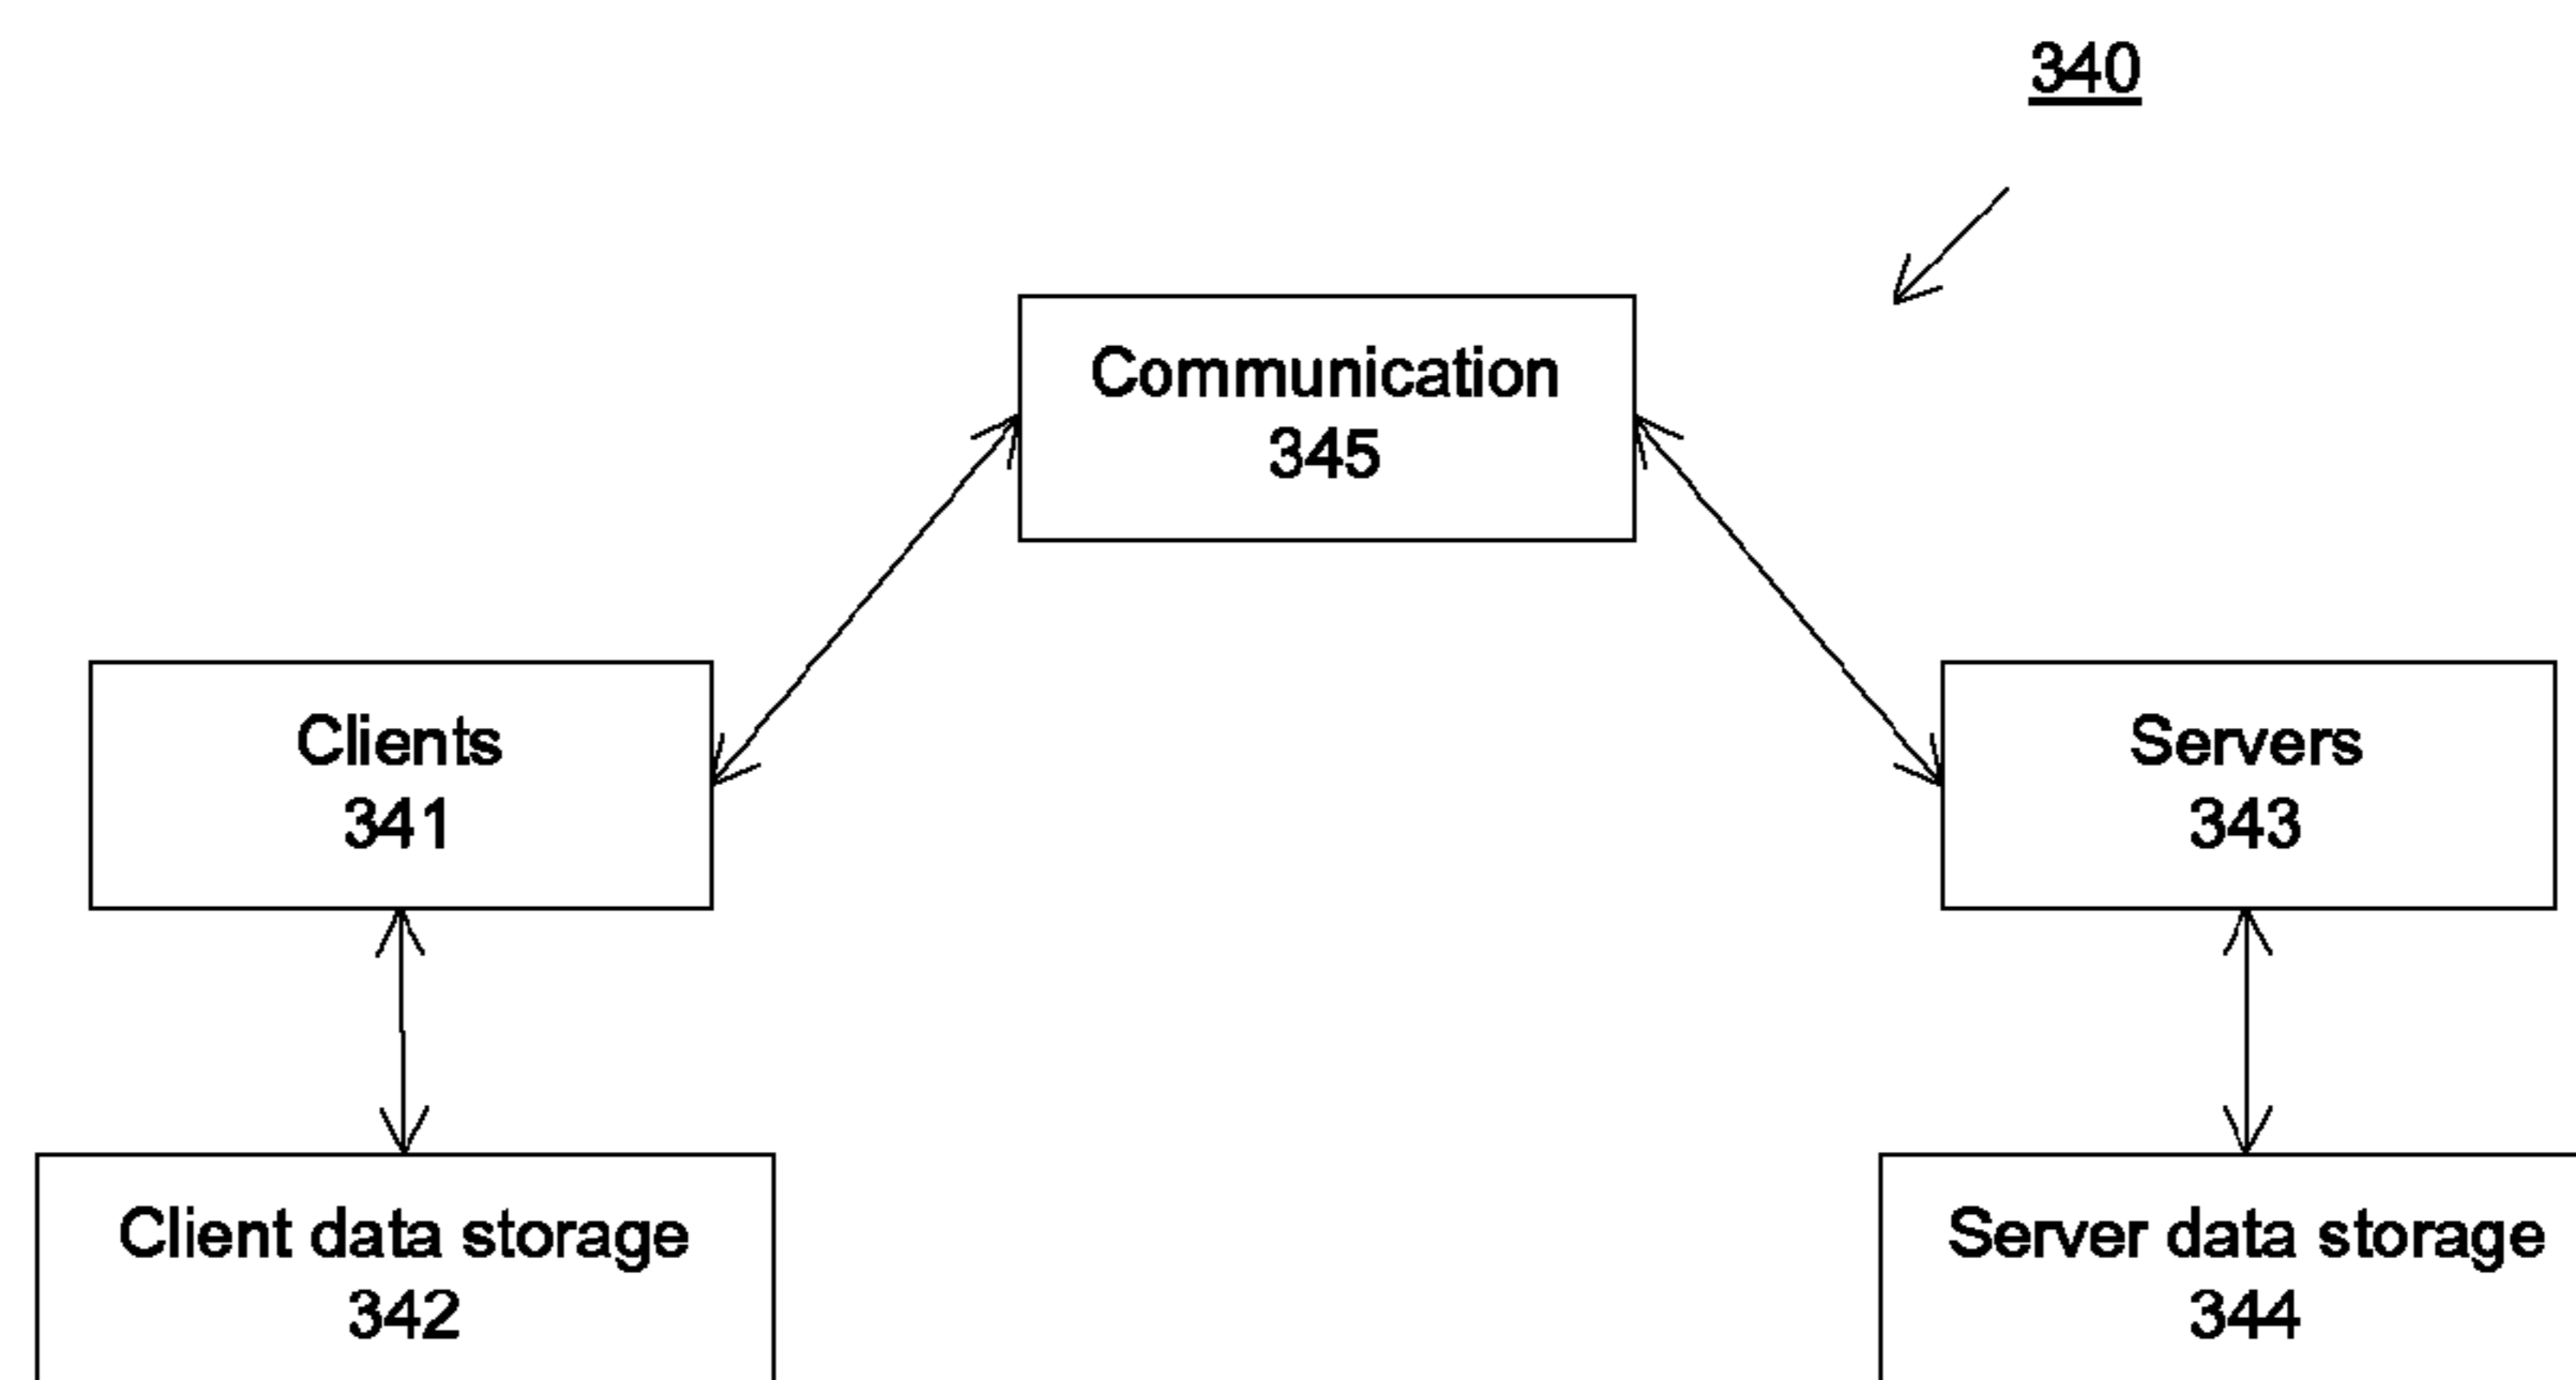 340
Communication
345
Clients
341
Servers
343
Client data storage
342
Server data storage
344